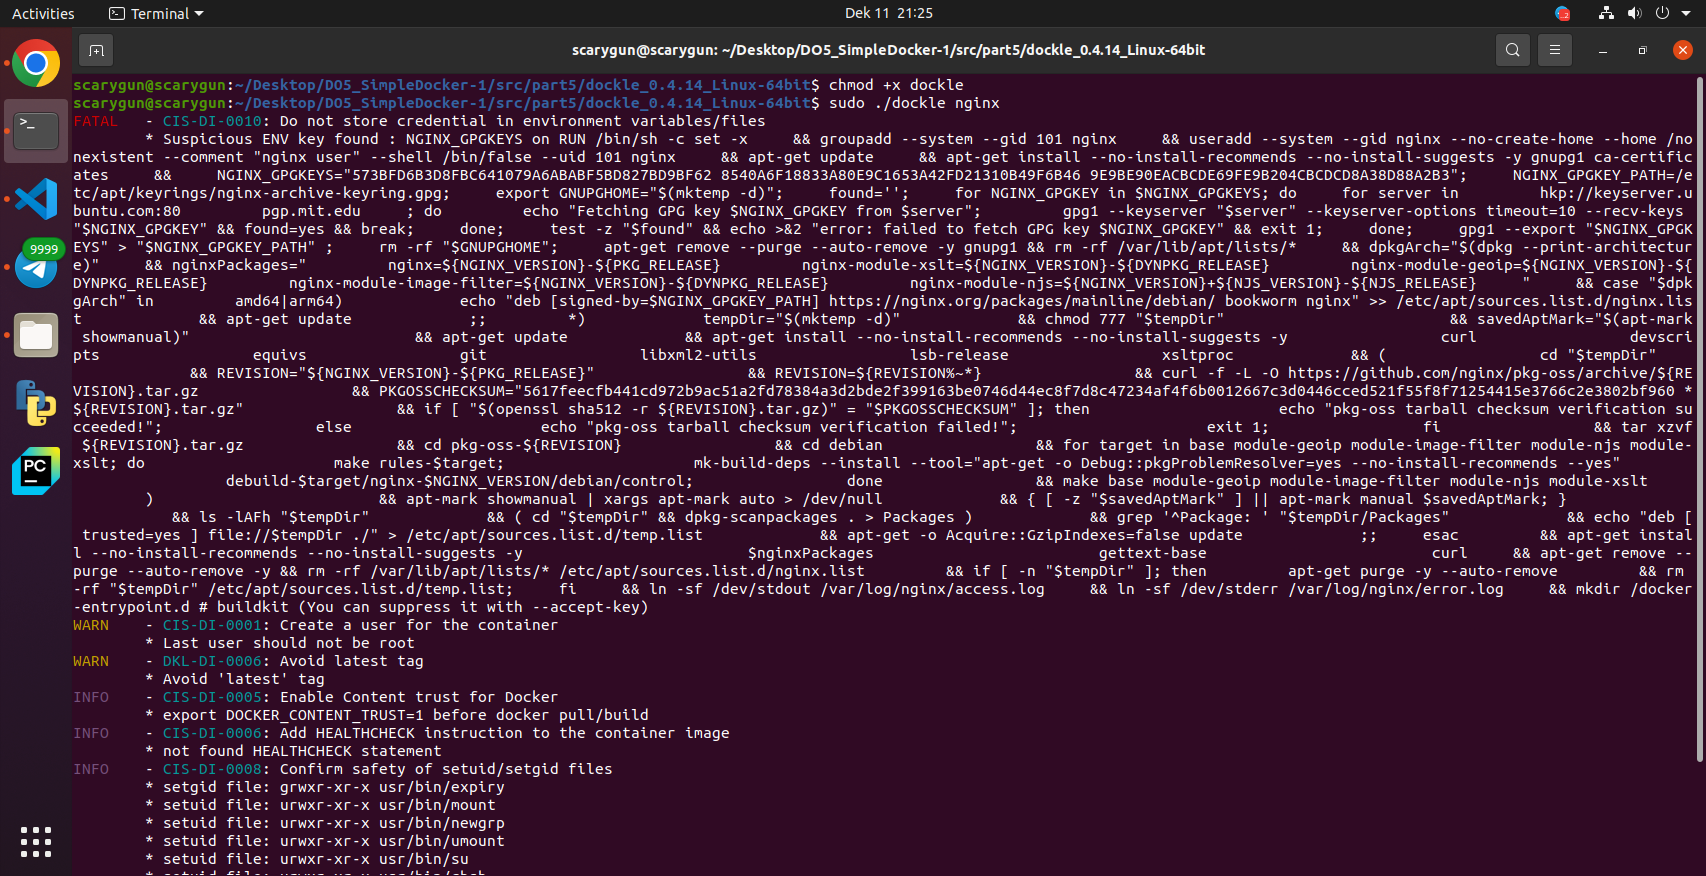 Activities
Terminal
Dek 11 21:25
scarygun@scarygun: ~/Desktop/DO5_SimpleDocker-1/src/part5/dockle_0.4.14_Linux-64bit
9999
PC
scarygun@scarygun:~/Desktop/DO5_SimpleDocker-1/src/part5/dockle_0.4.14_Linux-64bit$ chmod +x dockle
scarygun@scarygun:~/Desktop/DO5_SimpleDocker-1/src/part5/dockle_0.4.14_Linux-64bit$ sudo ./dockle nginx
FATAL - CIS-DI-0010: Do not store credential in environment variables/files
* Suspicious ENV key found : NGINX_GPGKEYS on RUN /bin/sh -c set -x && groupadd --system --gid 101 nginx && useradd --system --gid nginx --no-create-home --home /no
nexistent --comment "nginx user" --shell /bin/false --uid 101 nginx && apt-get update && apt-get install --no-install-recommends --no-install-suggests -y gnupg1 ca-certific
ates && NGINX_GPGKEYS="573BFD6B3D8FBC641079A6ABABF5BD827BD9BF62 8540A6F18833A80E9C1653A42FD21310B49F6B46 9E9BE90EACBCDE69FE9B204CBCDCD8A38D88A2B3"; NGINX_GPGKEY_PATH=/e
tc/apt/keyrings/nginx-archive-keyring.gpg; export GNUPGHOME="$(mktemp -d)"; found=''; for NGINX_GPGKEY in $NGINX_GPGKEYS; do for server in hkp://keyserver.u
buntu.com:80 pgp.mit.edu ; do echo "Fetching GPG key $NGINX_GPGKEY from $server"; gpg1 --keyserver "$server" --keyserver-options timeout=10 --recv-keys
"$NGINX_GPGKEY" && found=yes && break; done; test -z "$found" && echo >&2 "error: failed to fetch GPG key $NGINX_GPGKEY" && exit 1; done; gpg1 --export "$NGINX_GPGK
EYS" > "$NGINX_GPGKEY_PATH" ; rm -rf "$GNUPGHOME"; apt-get remove --purge --auto-remove -y gnupg1 && rm -rf /var/lib/apt/lists/* && dpkgArch="$(dpkg --print-architectur
e)" && nginxPackages=" nginx=${NGINX_VERSION}-${PKG_RELEASE} nginx-module-xslt=${NGINX_VERSION}-${DYNPKG_RELEASE} nginx-module-geoip=${NGINX_VERSION}-${
DYNPKG_RELEASE} nginx-module-image-filter=${NGINX_VERSION}-${DYNPKG_RELEASE} nginx-module-njs=${NGINX_VERSION}+${NJS_VERSION}-${NJS_RELEASE} " && case "$dpk
gArch" in amd64|arm64) echo "deb [signed-by=$NGINX_GPGKEY_PATH] https://nginx.org/packages/mainline/debian/ bookworm nginx" >> /etc/apt/sources.list.d/nginx.lis
t && apt-get update ;; *) tempDir="$(mktemp -d)" && chmod 777 "$tempDir" && savedAptMark="$(apt-mark
showmanual)" && apt-get update && apt-get install --no-install-recommends --no-install-suggests -y curl devscri
pts equivs git libxml2-utils lsb-release xsltproc && ( cd "$tempDir"
&& REVISION="${NGINX_VERSION}-${PKG_RELEASE}" && REVISION=${REVISION%~*} && curl -f -L -O https://github.com/nginx/pkg-oss/archive/${RE
VISION}.tar.gz && PKGOSSCHECKSUM="5617feecfb441cd972b9ac51a2fd78384a3d2bde2f399163be0746d44ec8f7d8c47234af4f6b0012667c3d0446cced521f55f8f71254415e3766c2e3802bf960 *
${REVISION}.tar.gz" && if [ "$(openssl sha512 -r ${REVISION}.tar.gz)" = "$PKGOSSCHECKSUM" ]; then echo "pkg-oss tarball checksum verification su
cceeded!"; else echo "pkg-oss tarball checksum verification failed!"; exit 1; fi && tar xzvf
${REVISION}.tar.gz && cd pkg-oss-${REVISION} && cd debian && for target in base module-geoip module-image-filter module-njs module-
xslt; do make rules-$target; mk-build-deps --install --tool="apt-get -o Debug::pkgProblemResolver=yes --no-install-recommends --yes"
debuild-$target/nginx-$NGINX_VERSION/debian/control; done && make base module-geoip module-image-filter module-njs module-xslt
) && apt-mark showmanual | xargs apt-mark auto > /dev/null && { [ -z "$savedAptMark" ] || apt-mark manual $savedAptMark; }
&& ls -lAFh "$tempDir" && ( cd "$tempDir" && dpkg-scanpackages . > Packages ) && grep '^Package: ' "$tempDir/Packages" && echo "deb [
trusted=yes ] file://$tempDir ./" > /etc/apt/sources.list.d/temp.list && apt-get -o Acquire::GzipIndexes=false update ;; esac && apt-get instal
l --no-install-recommends --no-install-suggests -y $nginxPackages gettext-base curl && apt-get remove --
purge --auto-remove -y && rm -rf /var/lib/apt/lists/* /etc/apt/sources.list.d/nginx.list && if [ -n "$tempDir" ]; then apt-get purge -y --auto-remove && rm
-rf "$tempDir" /etc/apt/sources.list.d/temp.list; fi && ln -sf /dev/stdout /var/log/nginx/access.log && ln -sf /dev/stderr /var/log/nginx/error.log && mkdir /docker
-entrypoint.d # buildkit (You can suppress it with --accept-key)
WARN - CIS-DI-0001: Create a user for the container
* Last user should not be root
WARN - DKL-DI-0006: Avoid latest tag
* Avoid 'latest' tag
INFO - CIS-DI-0005: Enable Content trust for Docker
* export DOCKER_CONTENT_TRUST=1 before docker pull/build
INFO - CIS-DI-0006: Add HEALTHCHECK instruction to the container image
* not found HEALTHCHECK statement
INFO - CIS-DI-0008: Confirm safety of setuid/setgid files
* setgid file: grwxr-xr-x usr/bin/expiry
* setuid file: urwxr-xr-x usr/bin/mount
* setuid file: urwxr-xr-x usr/bin/newgrp
* setuid file: urwxr-xr-x usr/bin/umount
* setuid file: urwxr-xr-x usr/bin/su